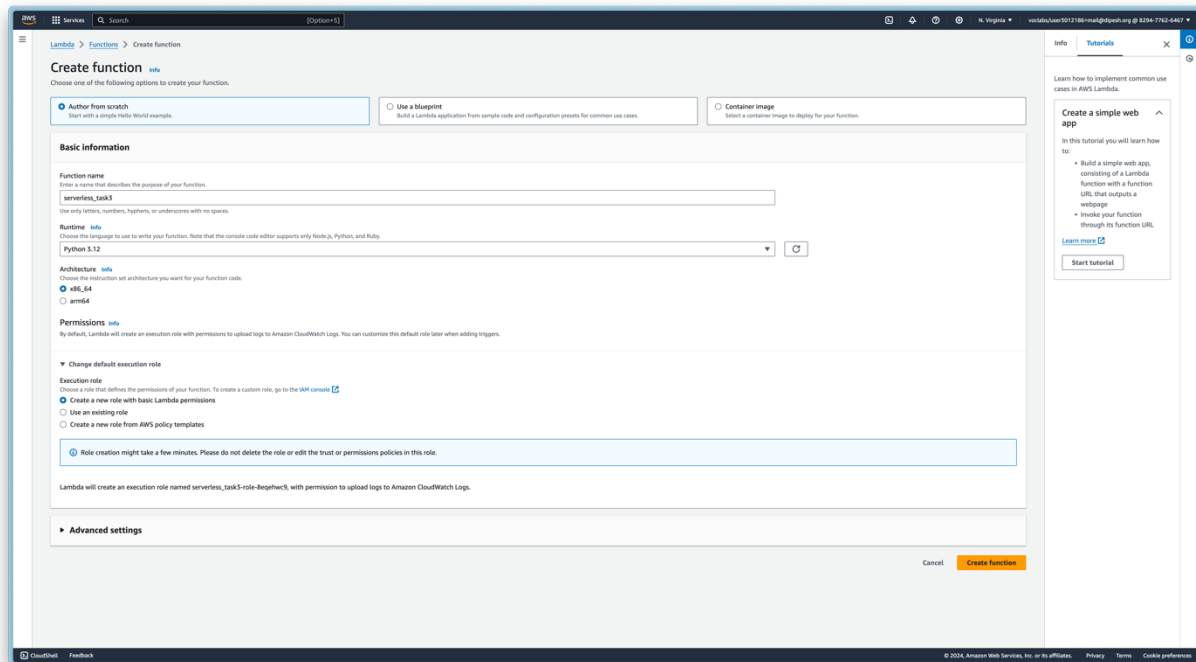 aws
Services
Search
[Option+S]
N. Virginia
voclabs/user3012186=mail@dipesh.org @ 8294-7762-6467
Lambda > Functions > Create function
Create function Info
Choose one of the following options to create your function.
Author from scratch
Start with a simple Hello World example.
Use a blueprint
Build a Lambda application from sample code and configuration presets for common use cases.
Container image
Select a container image to deploy for your function.
Basic information
Function name
Enter a name that describes the purpose of your function.
serverless_task3
Use only letters, numbers, hyphens, or underscores with no spaces.
Runtime Info
Choose the language to use to write your function. Note that the console code editor supports only Node.js, Python, and Ruby.
Python 3.12
Architecture Info
Choose the instruction set architecture you want for your function code.
x86_64
arm64
Permissions Info
By default, Lambda will create an execution role with permissions to upload logs to Amazon CloudWatch Logs. You can customize this default role later when adding triggers.
Change default execution role
Execution role
Choose a role that defines the permissions of your function. To create a custom role, go to the IAM console
Create a new role with basic Lambda permissions
Use an existing role
Create a new role from AWS policy templates
Role creation might take a few minutes. Please do not delete the role or edit the trust or permissions policies in this role.
Lambda will create an execution role named serverless_task3-role-8eqehwc9, with permission to upload logs to Amazon CloudWatch Logs.
Advanced settings
Cancel
Create function
Info
Tutorials
Learn how to implement common use
cases in AWS Lambda.
Create a simple web
app
In this tutorial you will learn how
to:
• Build a simple web app,
consisting of a Lambda
function with a function
URL that outputs a
webpage
• Invoke your function
through its function URL
Learn more
Start tutorial
CloudShell
Feedback
© 2024, Amazon Web Services, Inc. or its affiliates.
Privacy
Terms
Cookie preferences